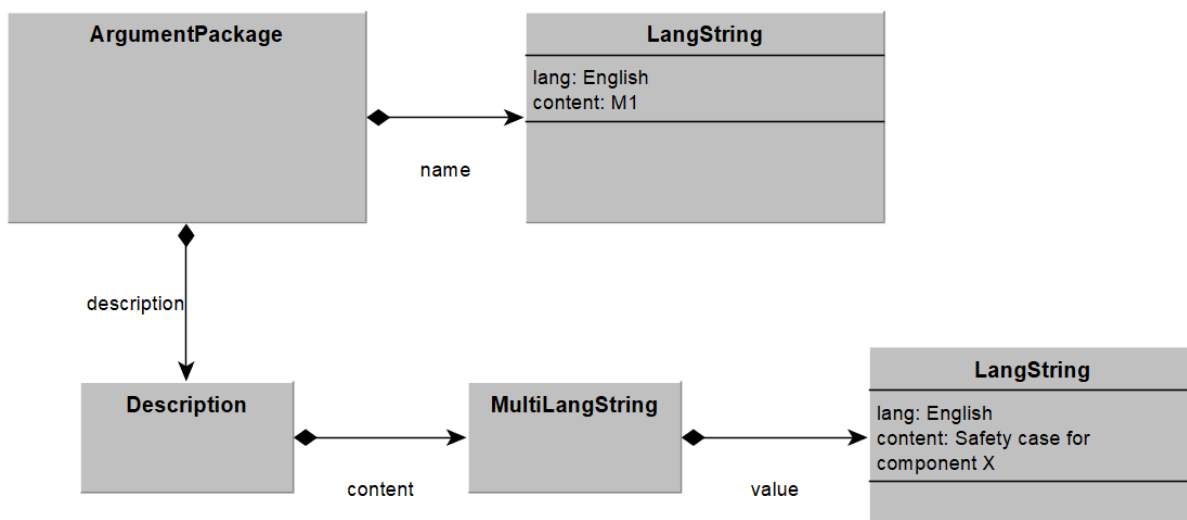 ArgumentPackage
LangString
lang: English
content: M1
name
description
Description
MultiLangString
LangString
lang: English
content: Safety case for
component X
content
value